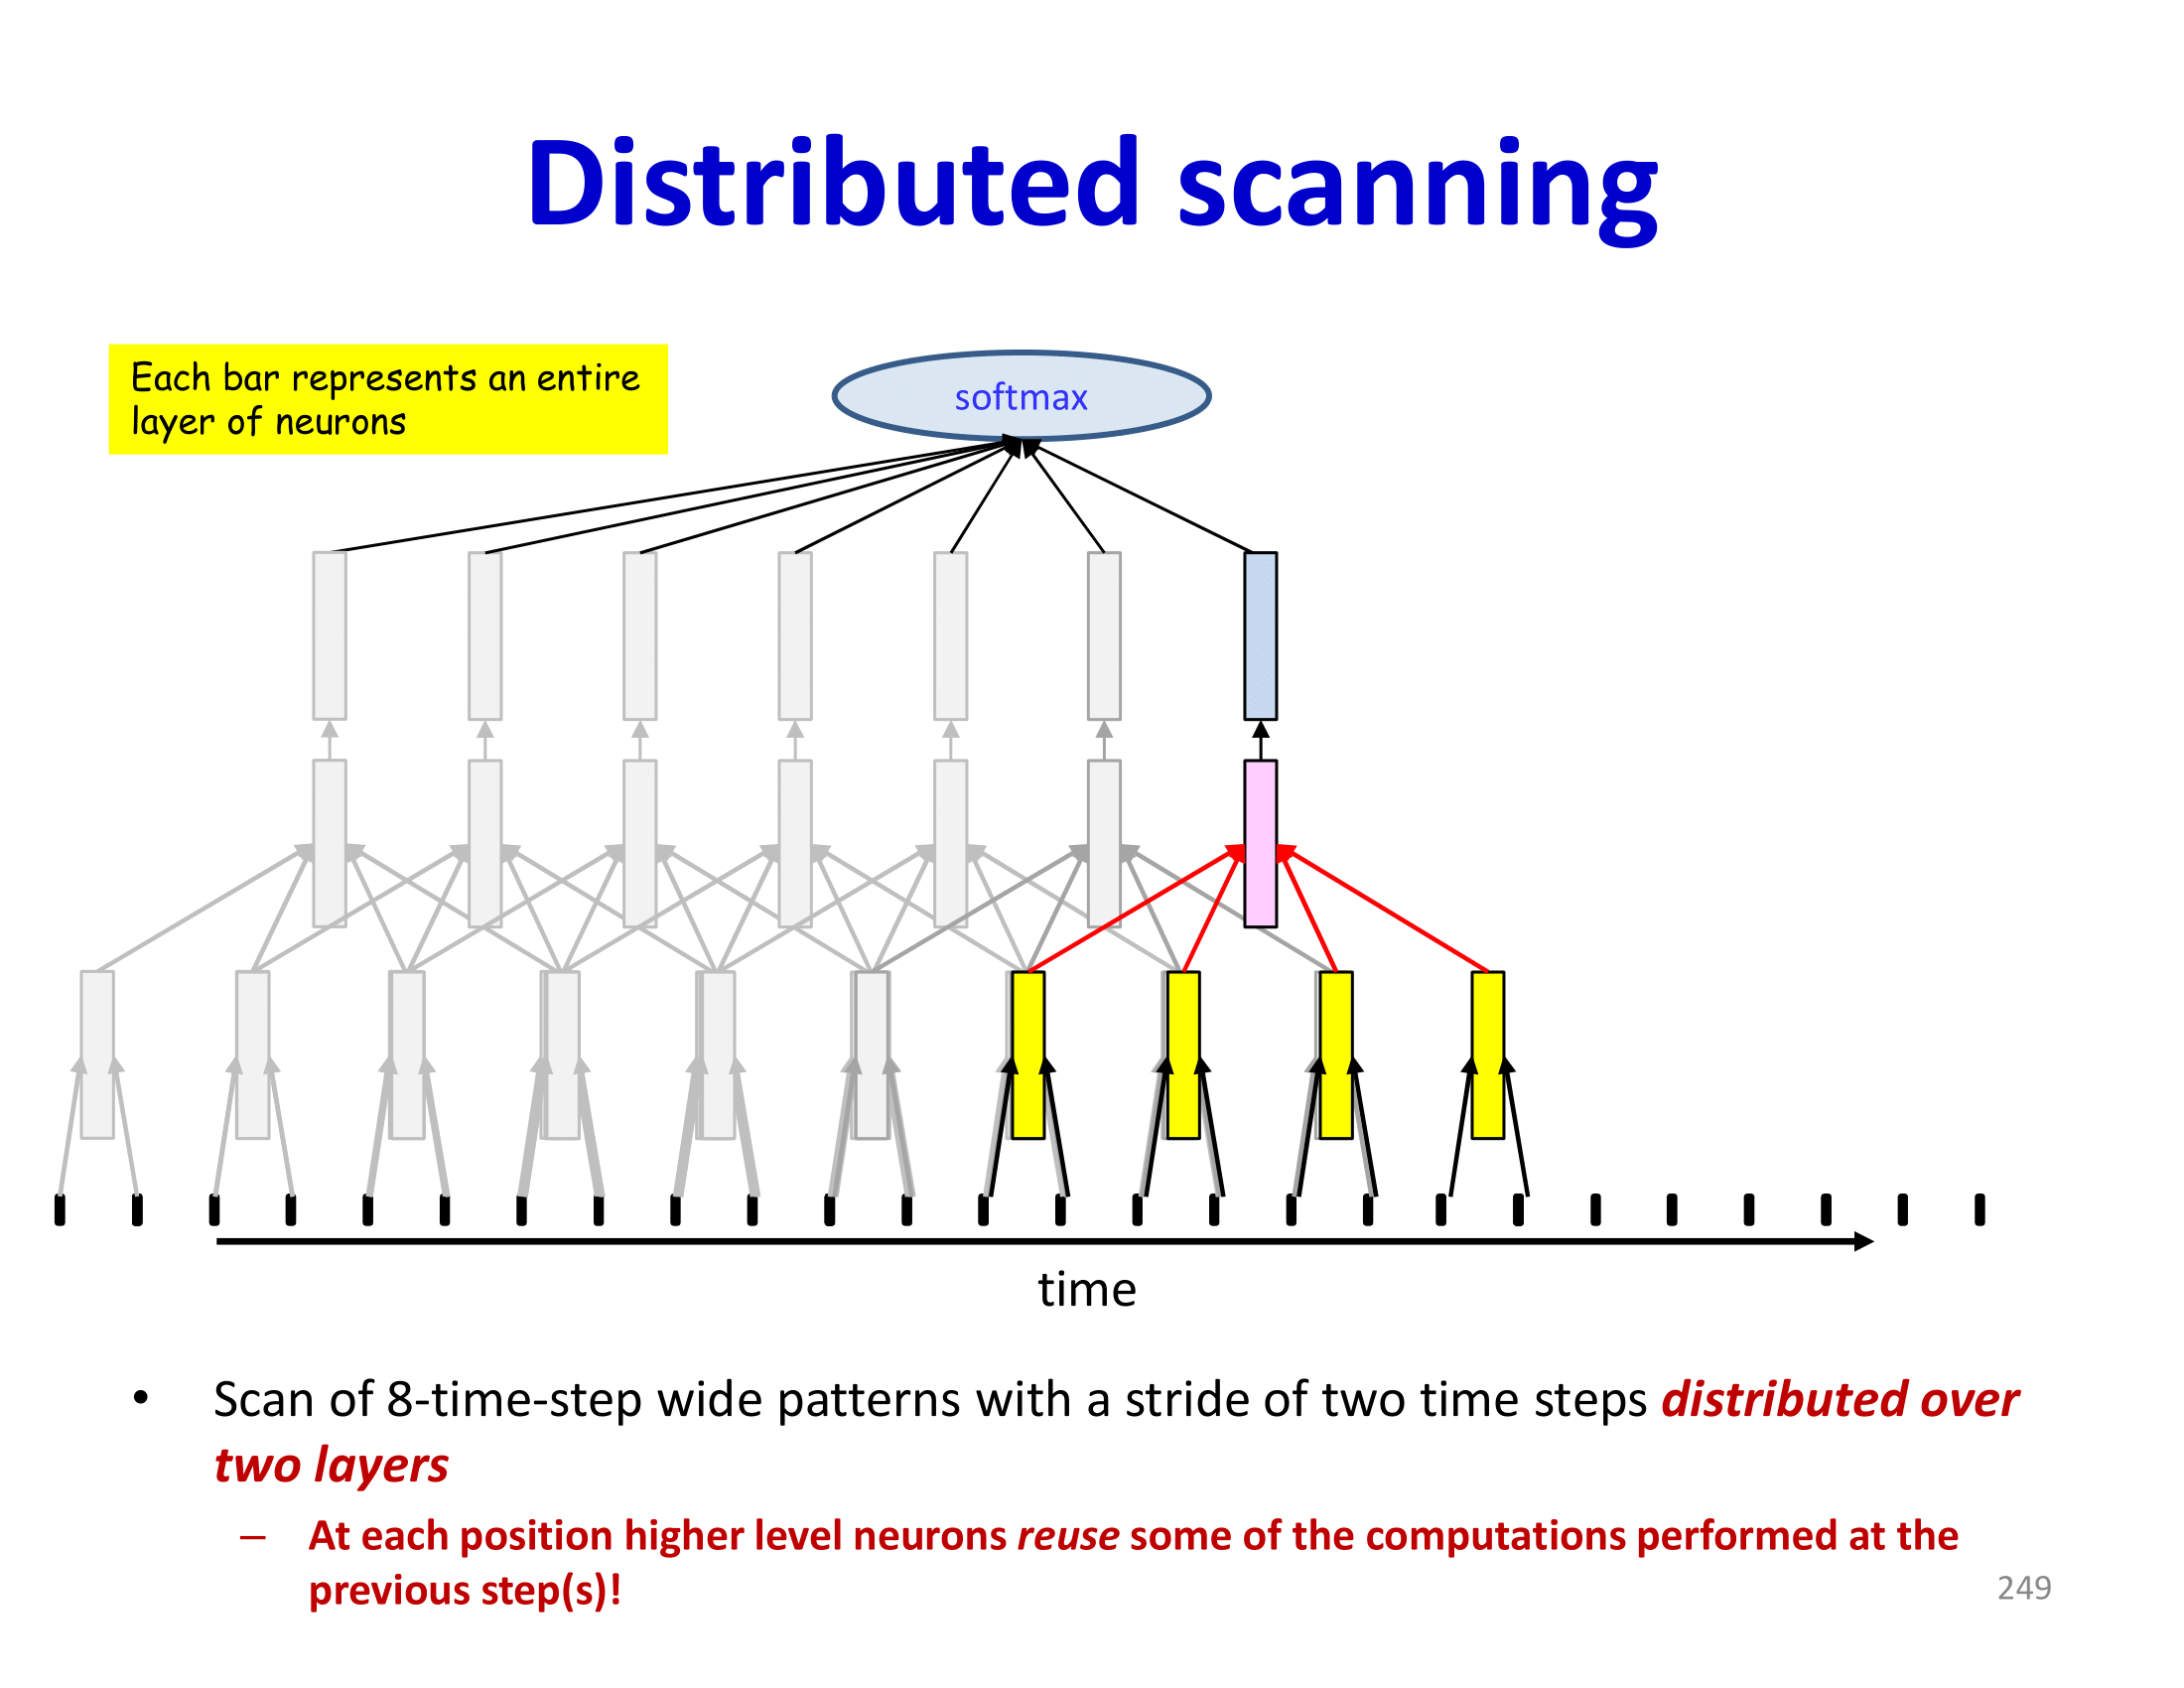 Distributed scanning
Each bar represents an entire
layer of neurons
softmax
time
• Scan of 8-time-step wide patterns with a stride of two time steps distributed over
two layers
– At each position higher level neurons reuse some of the computations performed at the
previous step(s)!
249